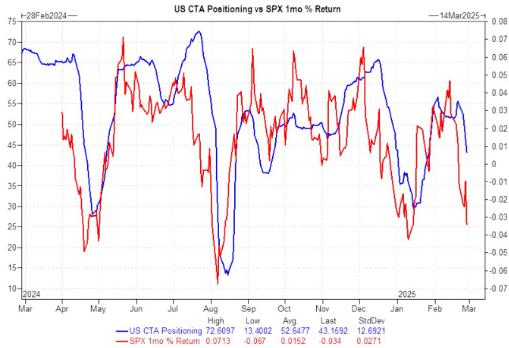 US CTA Positioning vs SPX 1mo % Return
28Feb2024
14Mar2025
75 0.08
70 0.07
65 0.06
60 0.05
55 0.04
50 0.03
45 0.02
40 0.01
35 0
30 -0.01
25 -0.02
20 -0.03
15 -0.04
10 -0.05
-0.06
-0.07
2024 2025
Mar Apr May Jun Jul Aug Sep Oct Nov Dec Jan Feb Mar
High Low Avrg Last StdDev
US CTA Positioning 72.6097 13.4002 52.6477 43.1592 12.6921
SPX 1mo % Return 0.0713 -0.067 0.0152 -0.034 0.0271